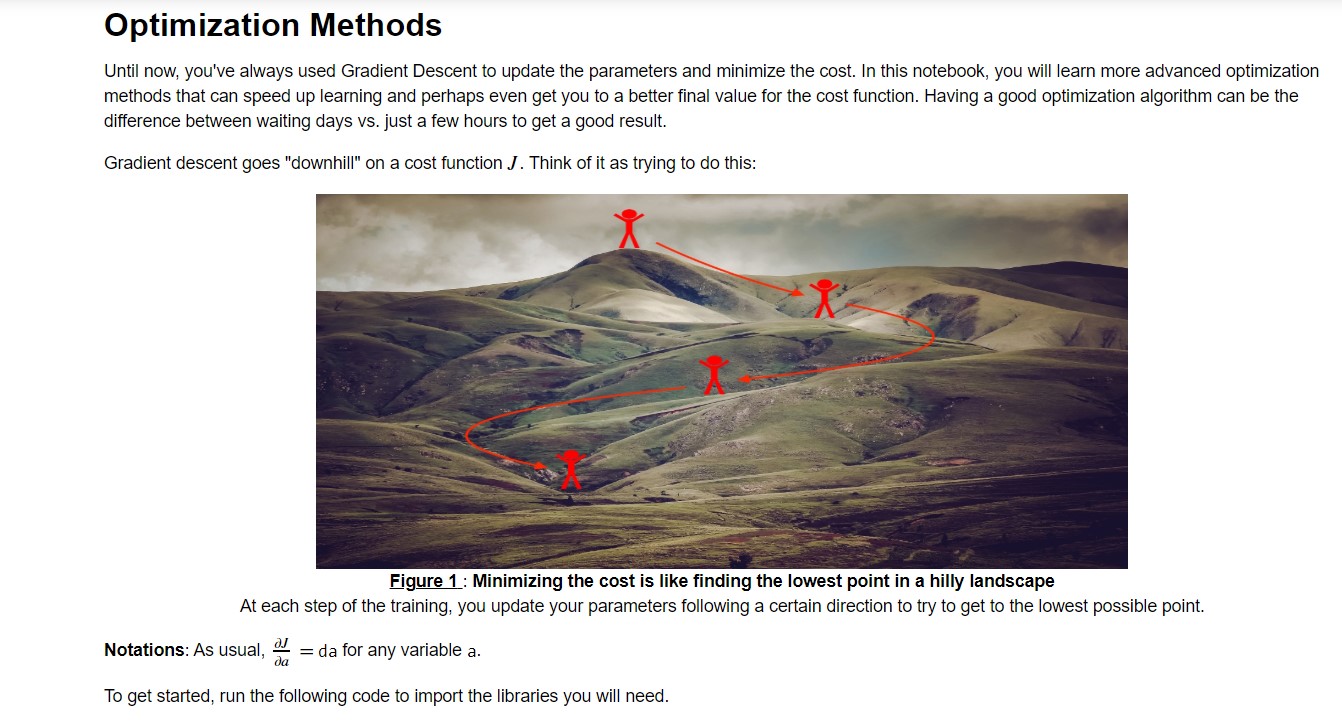 Optimization Methods
Until now, you've always used Gradient Descent to update the parameters and minimize the cost. In this notebook, you will learn more advanced optimization
methods that can speed up learning and perhaps even get you to a better final value for the cost function. Having a good optimization algorithm can be the
difference between waiting days vs. just a few hours to get a good result.
Gradient descent goes "downhill" on a cost function J. Think of it as trying to do this:
Figure 1 : Minimizing the cost is like finding the lowest point in a hilly landscape
At each step of the training, you update your parameters following a certain direction to try to get to the lowest possible point.
Notations: As usual, ∂J/∂a = da for any variable a.
To get started, run the following code to import the libraries you will need.